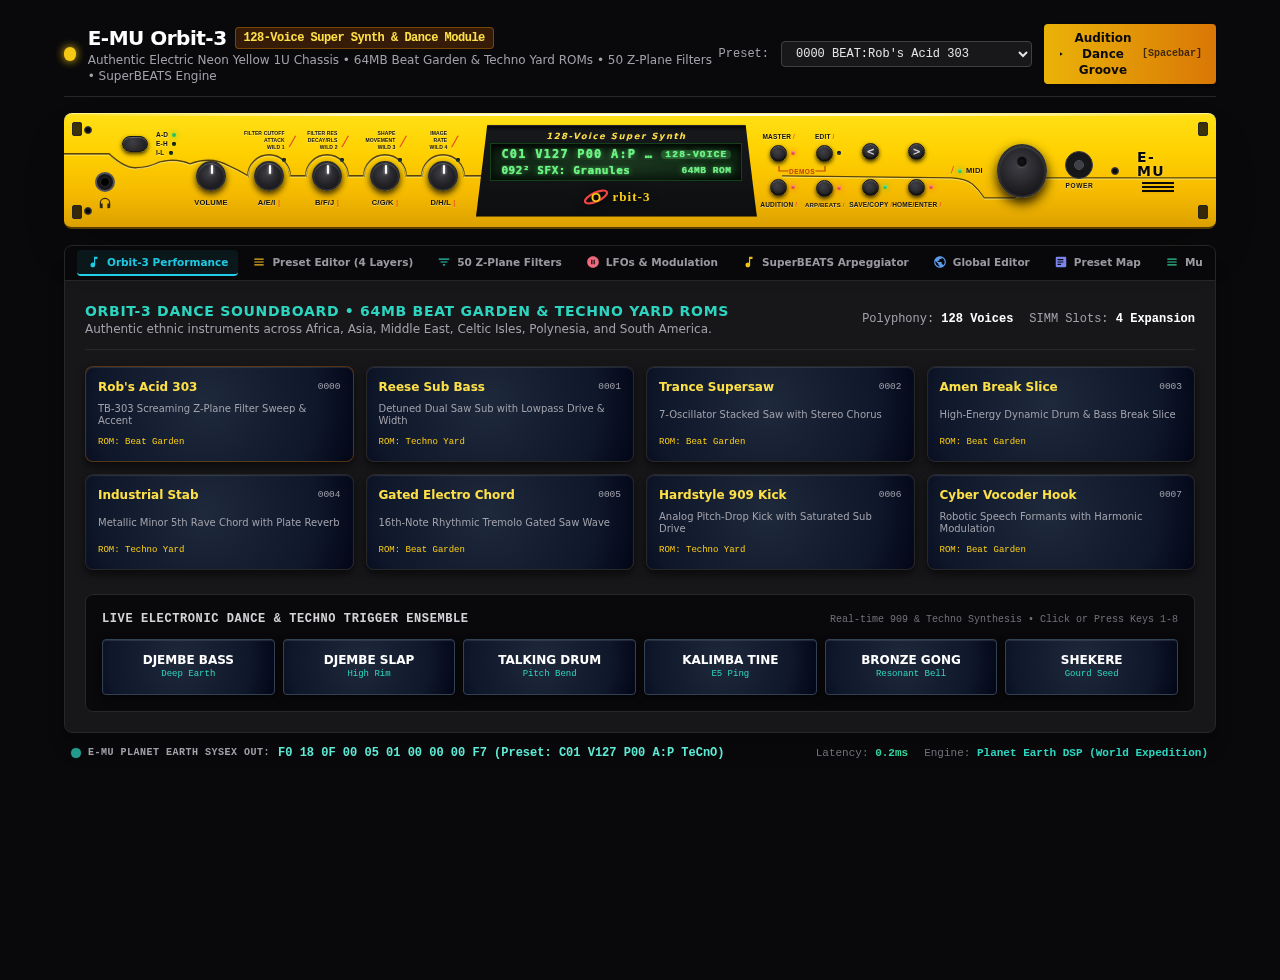 E-MU Orbit-3 128-Voice Super Synth & Dance Module
Authentic Electric Neon Yellow 1U Chassis • 64MB Beat Garden & Techno Yard ROMs • 50 Z-Plane Filters
• SuperBEATS Engine
Preset: 0000 BEAT:Rob's Acid 303
Audition Dance Groove [Spacebar]
A-D
E-H
I-L
FILTER CUTOFF
ATTACK
WILD 1
FILTER RES
DECAY/RLS
WILD 2
SHAPE
MOVEMENT
WILD 3
IMAGE
RATE
WILD 4
VOLUME A/E/I | B/F/J | C/G/K | D/H/L |
128-Voice Super Synth
C01 V127 P00 A:P … 128-VOICE
092² SFX: Granules 64MB ROM
rbit-3
MASTER / EDIT /
< >
DEMOS
/ MIDI
AUDITION / ARP/BEATS / SAVE/COPY / HOME/ENTER /
POWER
E-MU
Orbit-3 Performance Preset Editor (4 Layers) 50 Z-Plane Filters LFOs & Modulation SuperBEATS Arpeggiator Global Editor Preset Map Mu
ORBIT-3 DANCE SOUNDBOARD • 64MB BEAT GARDEN & TECHNO YARD ROMS
Authentic ethnic instruments across Africa, Asia, Middle East, Celtic Isles, Polynesia, and South America.
Polyphony: 128 Voices SIMM Slots: 4 Expansion
Rob's Acid 303 0000
TB-303 Screaming Z-Plane Filter Sweep &
Accent
ROM: Beat Garden
Reese Sub Bass 0001
Detuned Dual Saw Sub with Lowpass Drive &
Width
ROM: Techno Yard
Trance Supersaw 0002
7-Oscillator Stacked Saw with Stereo Chorus
ROM: Beat Garden
Amen Break Slice 0003
High-Energy Dynamic Drum & Bass Break Slice
ROM: Beat Garden
Industrial Stab 0004
Metallic Minor 5th Rave Chord with Plate Reverb
ROM: Techno Yard
Gated Electro Chord 0005
16th-Note Rhythmic Tremolo Gated Saw Wave
ROM: Beat Garden
Hardstyle 909 Kick 0006
Analog Pitch-Drop Kick with Saturated Sub
Drive
ROM: Techno Yard
Cyber Vocoder Hook 0007
Robotic Speech Formants with Harmonic
Modulation
ROM: Beat Garden
LIVE ELECTRONIC DANCE & TECHNO TRIGGER ENSEMBLE
Real-time 909 & Techno Synthesis • Click or Press Keys 1-8
DJEMBE BASS
Deep Earth
DJEMBE SLAP
High Rim
TALKING DRUM
Pitch Bend
KALIMBA TINE
E5 Ping
BRONZE GONG
Resonant Bell
SHEKERE
Gourd Seed
E-MU PLANET EARTH SYSEX OUT: F0 18 0F 00 05 01 00 00 00 F7 (Preset: C01 V127 P00 A:P TeCnO)
Latency: 0.2ms Engine: Planet Earth DSP (World Expedition)